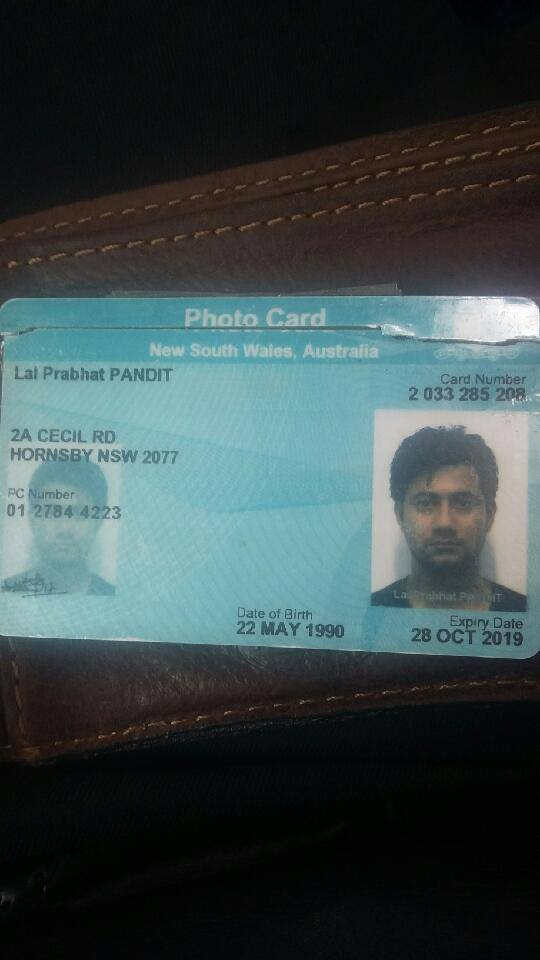 Photo Card
New South Wales, Australia
Lal Prabhat PANDIT
Card Number
2 033 285 208
2A CECIL RD
HORNSBY NSW 2077
PC Number
01 2784 4223
Lal Prabhat PANDIT
Date of Birth
22 MAY 1990
Expiry Date
28 OCT 2019